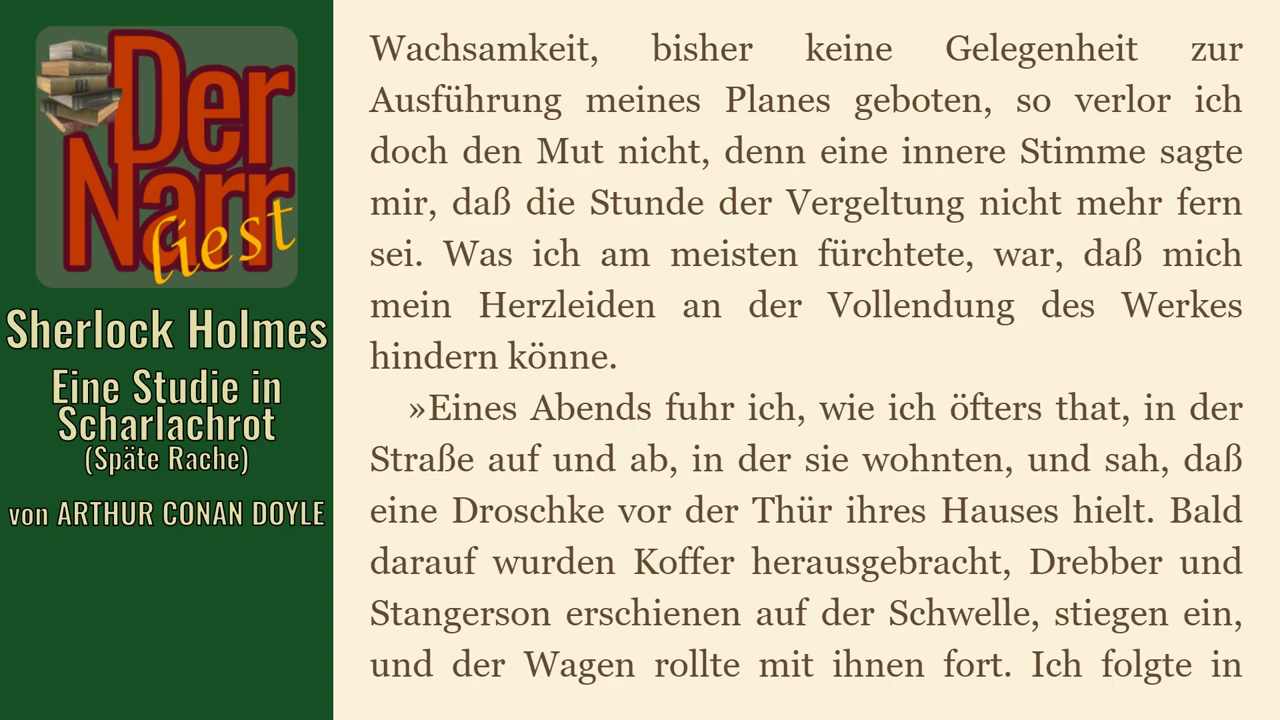 Der
Narr
liest
Sherlock Holmes
Eine Studie in
Scharlachrot
(Späte Rache)
von ARTHUR CONAN DOYLE
Wachsamkeit, bisher keine Gelegenheit zur
Ausführung meines Planes geboten, so verlor ich
doch den Mut nicht, denn eine innere Stimme sagte
mir, daß die Stunde der Vergeltung nicht mehr fern
sei. Was ich am meisten fürchtete, war, daß mich
mein Herzleiden an der Vollendung des Werkes
hindern könne.
»Eines Abends fuhr ich, wie ich öfters that, in der
Straße auf und ab, in der sie wohnten, und sah, daß
eine Droschke vor der Thür ihres Hauses hielt. Bald
darauf wurden Koffer herausgebracht, Drebber und
Stangerson erschienen auf der Schwelle, stiegen ein,
und der Wagen rollte mit ihnen fort. Ich folgte in